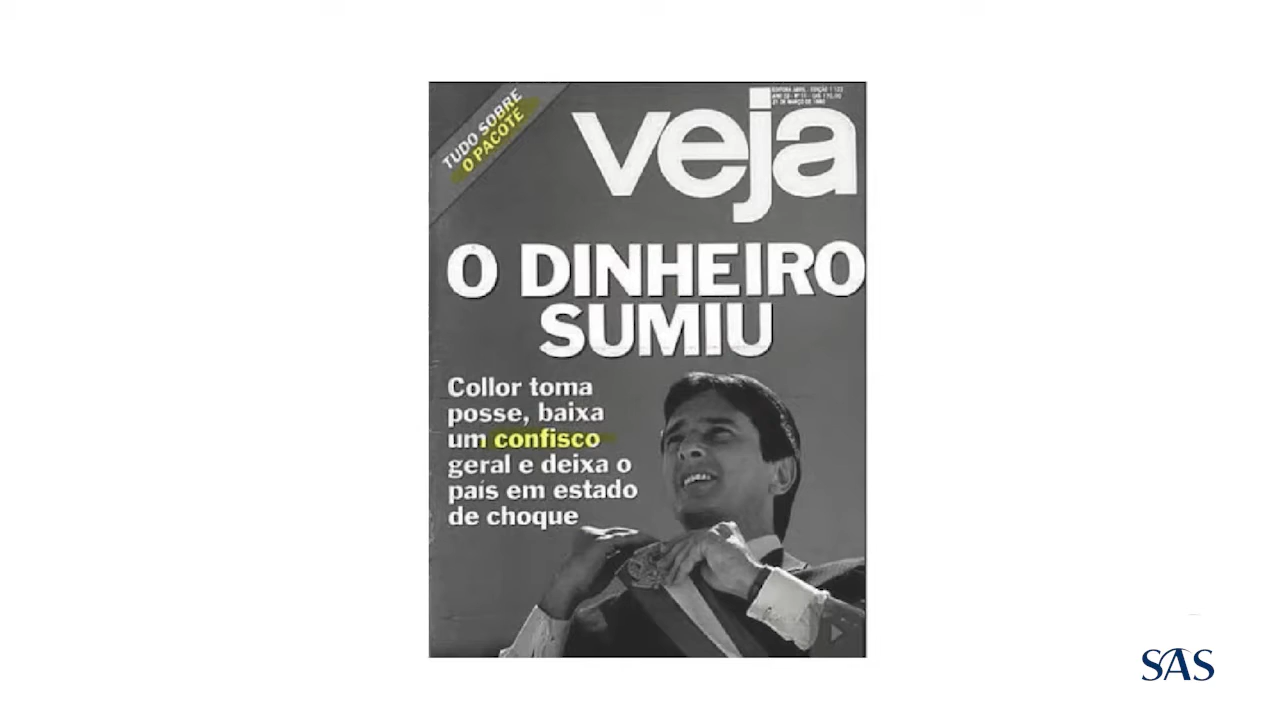 TUDO SOBRE
O PACOTE
veja
O DINHEIRO
SUMIU
Collor toma
posse, baixa
um confisco
geral e deixa o
país em estado
de choque
SAS